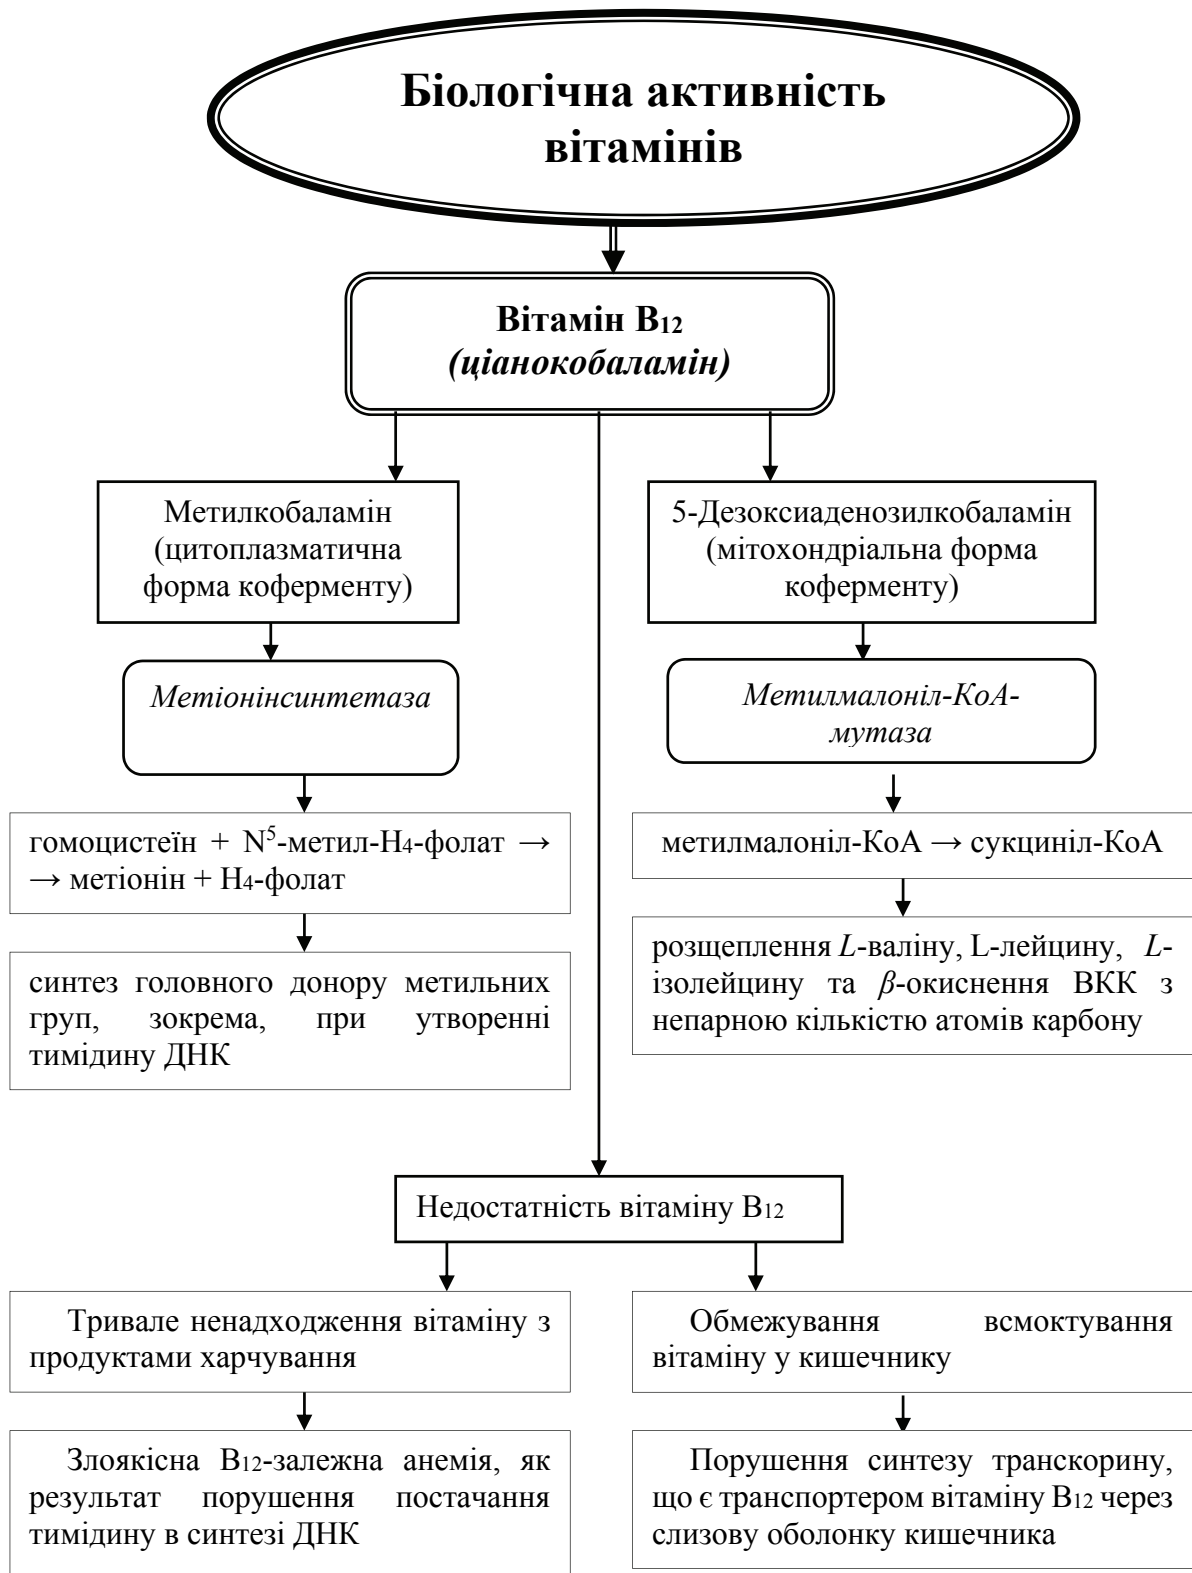 Біологічна активність
вітамінів
Вітамін В₁₂
(ціанокобаламін)
Метилкобаламін
(цитоплазматична
форма коферменту)
5-Дезоксиаденозилкобаламін
(мітохондріальна форма
коферменту)
Метіонінсинтетаза
Метилмалоніл-КоА-
мутаза
гомоцистеїн + N⁵-метил-Н₄-фолат →
→ метіонін + Н₄-фолат
метилмалоніл-КоА → сукциніл-КоА
синтез головного донору метильних
груп, зокрема, при утворенні
тимідину ДНК
розщеплення L-валіну, L-лейцину, L-
ізолейцину та β-окиснення ВКК з
непарною кількістю атомів карбону
Недостатність вітаміну В₁₂
Тривале ненадходження вітаміну з
продуктами харчування
Обмежування всмоктування
вітаміну у кишечнику
Злоякісна В₁₂-залежна анемія, як
результат порушення постачання
тимідину в синтезі ДНК
Порушення синтезу транскорину,
що є транспортером вітаміну В₁₂ через
слизову оболонку кишечника